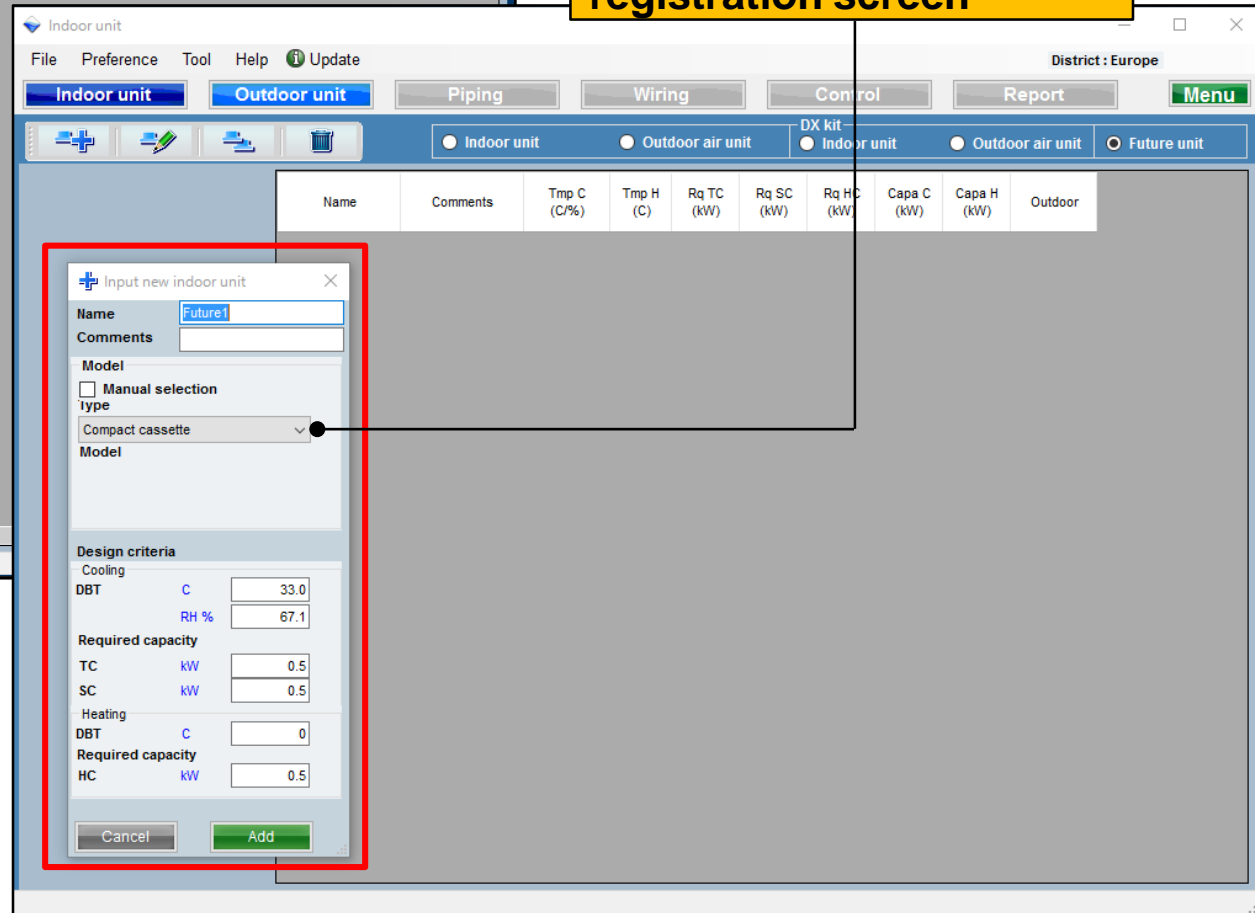 registration screen
Indoor unit
File Preference Tool Help Update
District : Europe
Indoor unit Outdoor unit Piping Wiring Control Report Menu
DX kit
Indoor unit Outdoor air unit Indoor unit Outdoor air unit Future unit
Name Comments Tmp C (C/%) Tmp H (C) Rq TC (kW) Rq SC (kW) Rq HC (kW) Capa C (kW) Capa H (kW) Outdoor
Input new indoor unit
Name Future1
Comments
Model
Manual selection
Type
Compact cassette
Model
Design criteria
Cooling
DBT C 33.0
RH % 67.1
Required capacity
TC kW 0.5
SC kW 0.5
Heating
DBT C 0
Required capacity
HC kW 0.5
Cancel Add